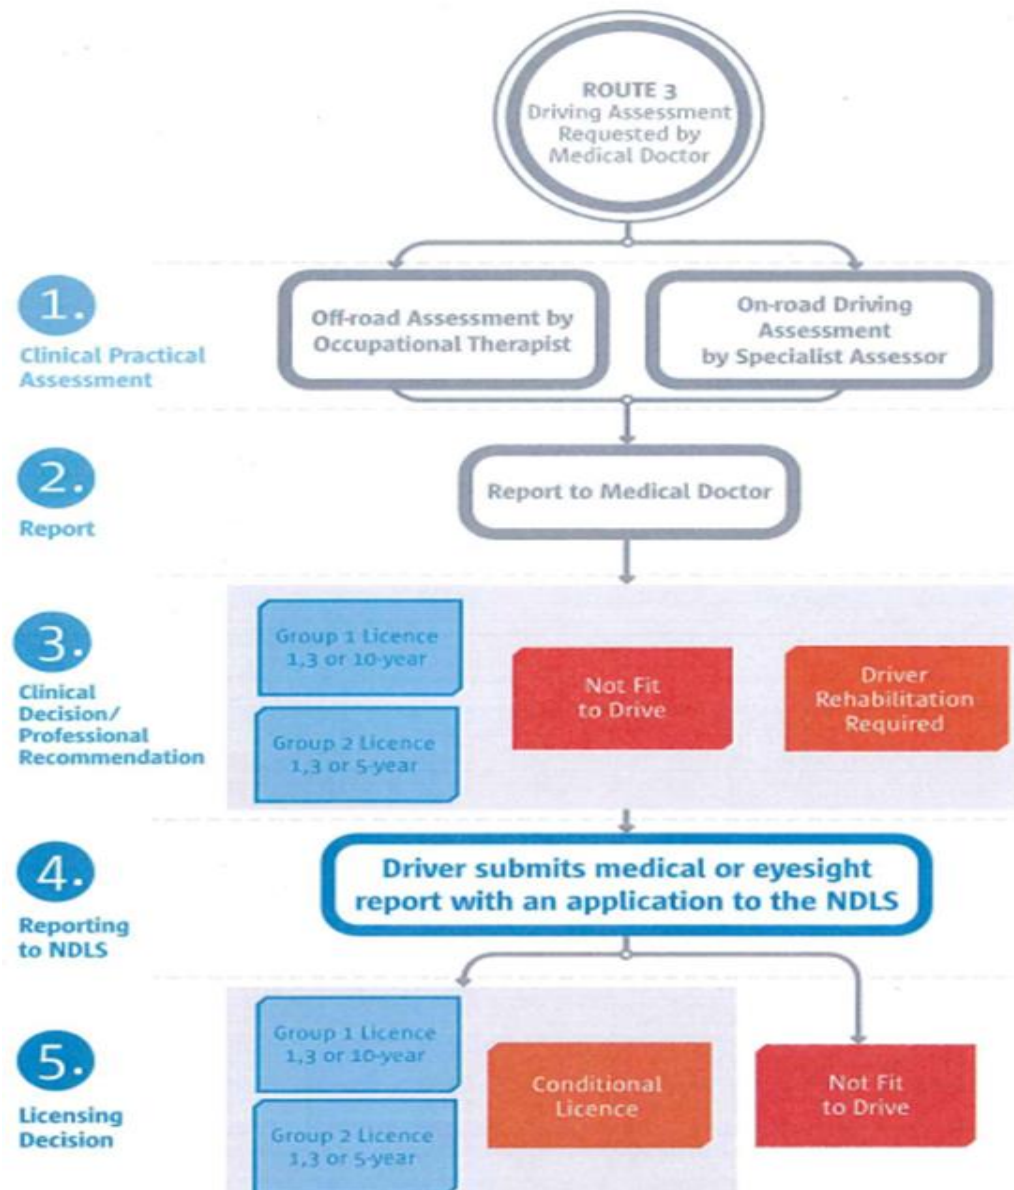 ROUTE 3
Driving Assessment
Requested by
Medical Doctor
1.
Clinical Practical
Assessment
Off-road Assessment by
Occupational Therapist
On-road Driving
Assessment
by Specialist Assessor
2.
Report
Report to Medical Doctor
3.
Clinical
Decision/
Professional
Recommendation
Group 1 Licence
1,3 or 10-year
Group 2 Licence
1,3 or 5-year
Not Fit
to Drive
Driver
Rehabilitation
Required
4.
Reporting
to NDLS
Driver submits medical or eyesight
report with an application to the NDLS
5.
Licensing
Decision
Group 1 Licence
1,3 or 10-year
Group 2 Licence
1,3 or 5-year
Conditional
Licence
Not Fit
to Drive